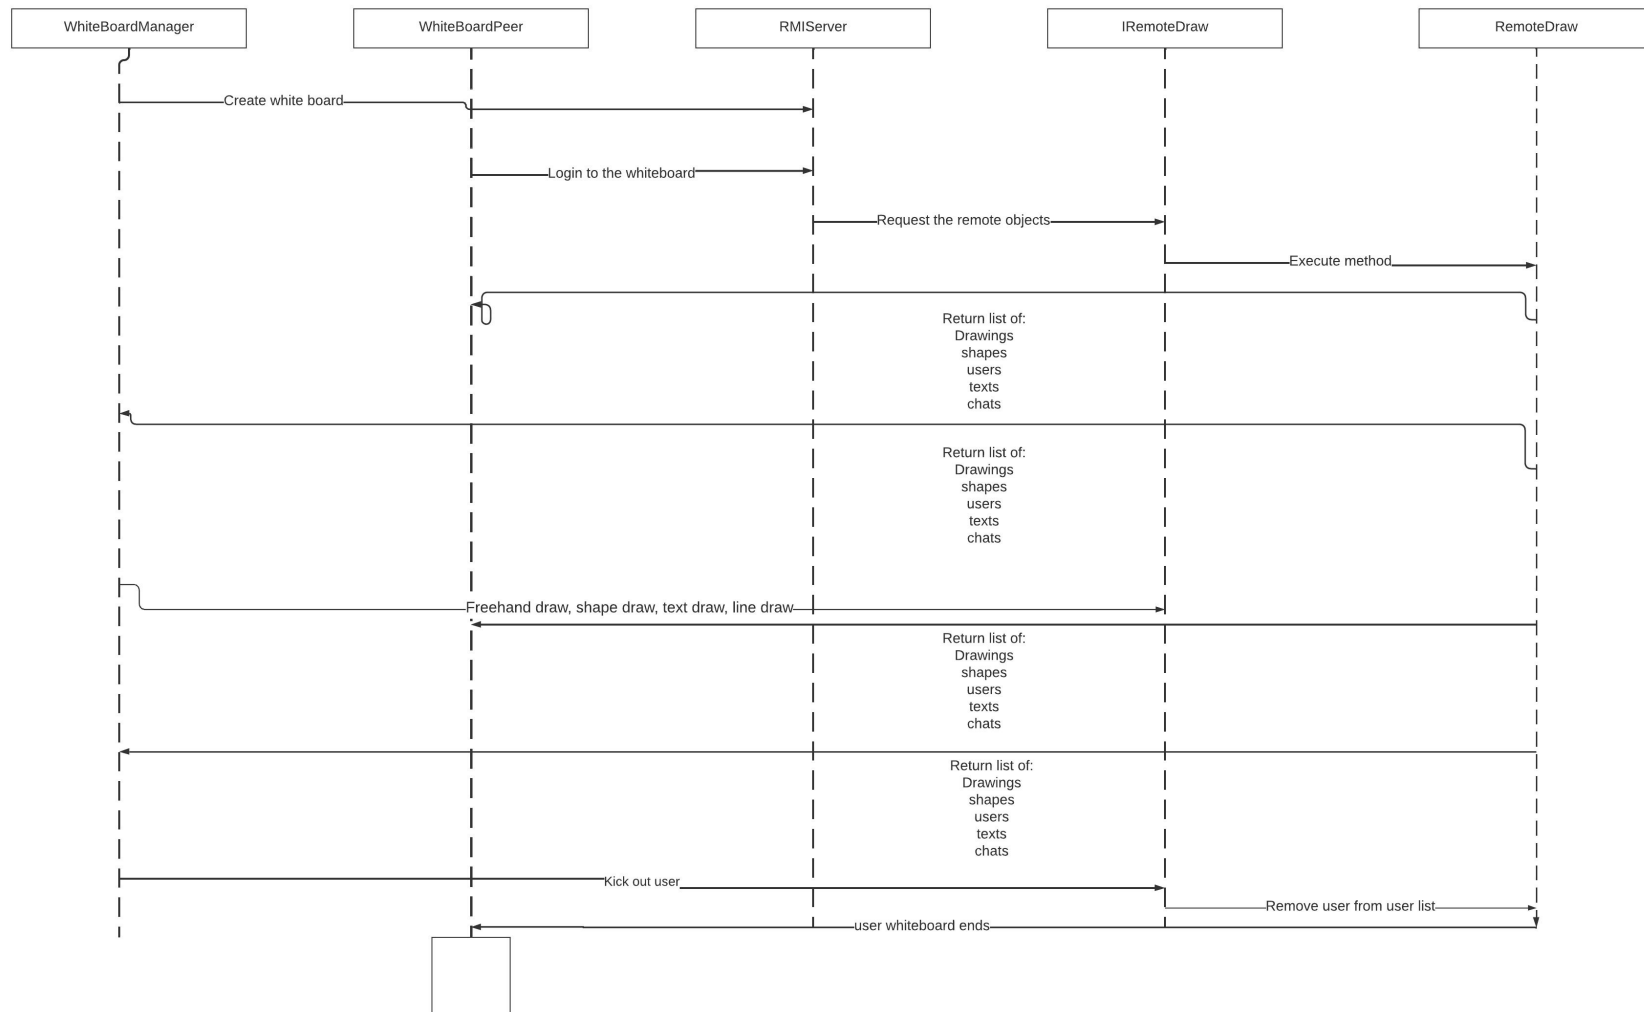 WhiteBoardManager
WhiteBoardPeer
RMIServer
IRemoteDraw
RemoteDraw
Create white board
Login to the whiteboard
Request the remote objects
Execute method
Return list of:
Drawings
shapes
users
texts
chats
Return list of:
Drawings
shapes
users
texts
chats
Freehand draw, shape draw, text draw, line draw
Return list of:
Drawings
shapes
users
texts
chats
Return list of:
Drawings
shapes
users
texts
chats
Kick out user
Remove user from user list
user whiteboard ends